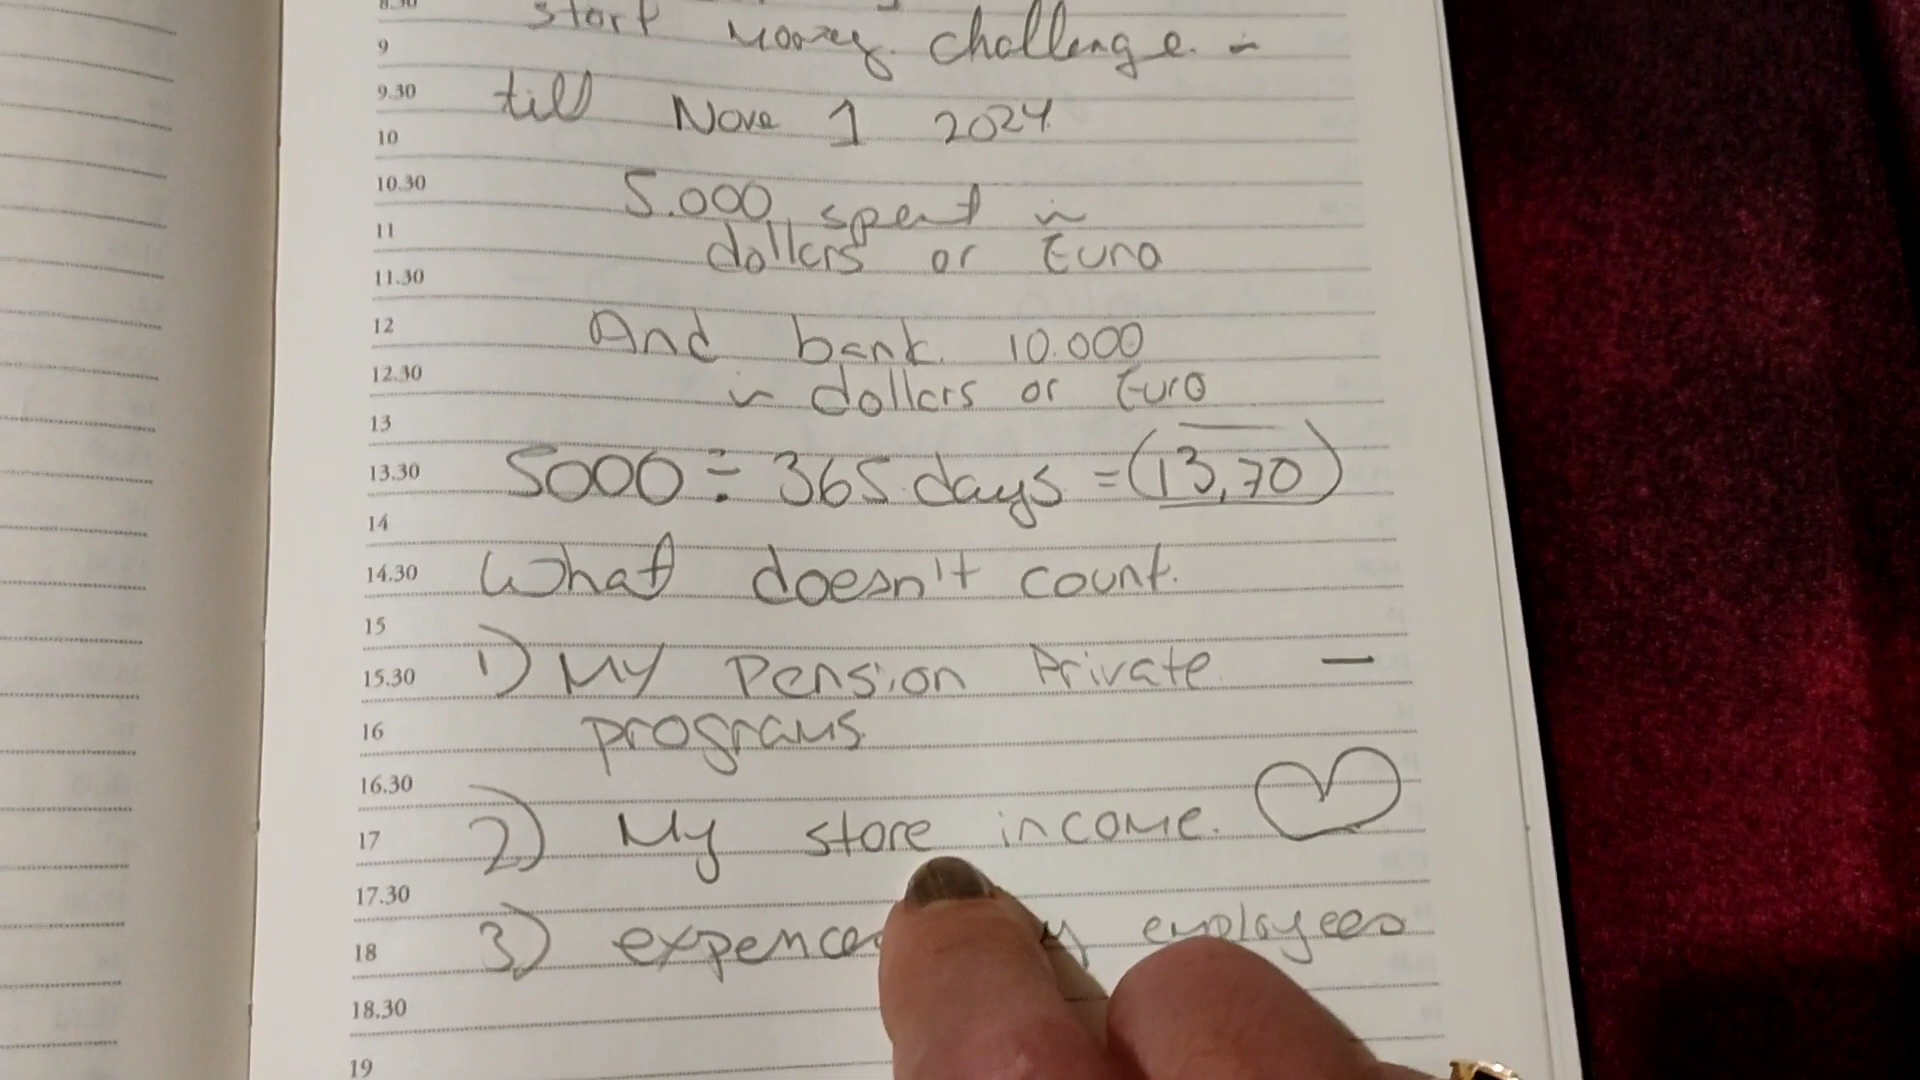 8.30
start money challenge. -
9
9.30 till Nove 1 2024
10
10.30 5.000 spent in
11 dollars or Euro
11.30
12 And bank 10.000
12.30 in dollars or Euro
13
13.30 5000 ÷ 365 days = (13,70)
14
14.30 What doesn't count.
15
15.30 1) My Pension Private. -
16 programs.
16.30
17 2) My store income.
17.30
18 3) expences employees
18.30
19